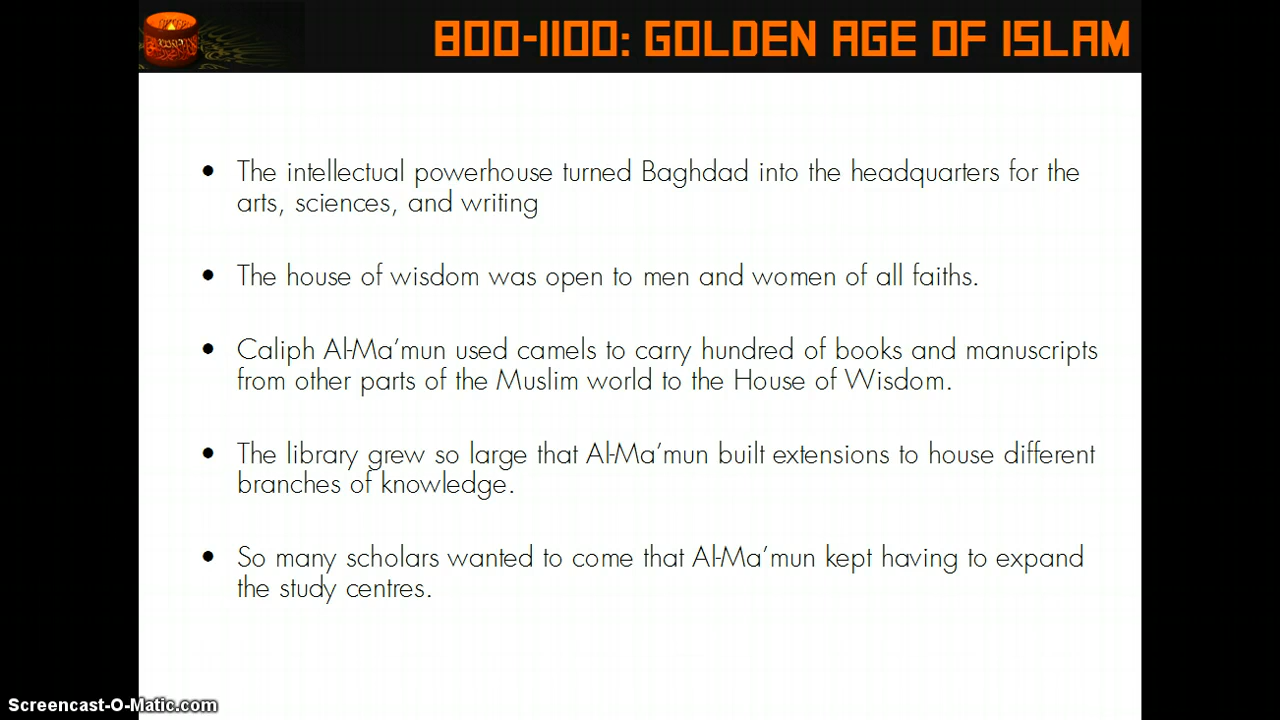 800-1100: GOLDEN AGE OF ISLAM
• The intellectual powerhouse turned Baghdad into the headquarters for the
arts, sciences, and writing
• The house of wisdom was open to men and women of all faiths.
• Caliph Al-Ma’mun used camels to carry hundred of books and manuscripts
from other parts of the Muslim world to the House of Wisdom.
• The library grew so large that Al-Ma’mun built extensions to house different
branches of knowledge.
• So many scholars wanted to come that Al-Ma’mun kept having to expand
the study centres.
Screencast-O-Matic.com